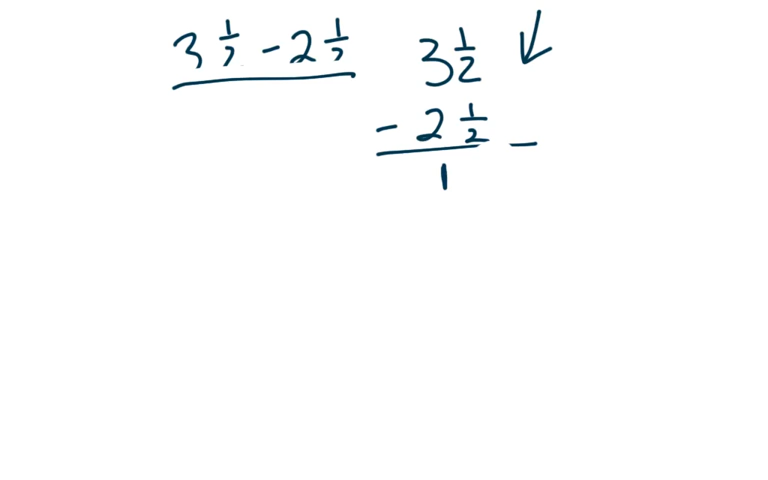 3 1/2 - 2 1/2
3 1/2
- 2 1/2 -
1